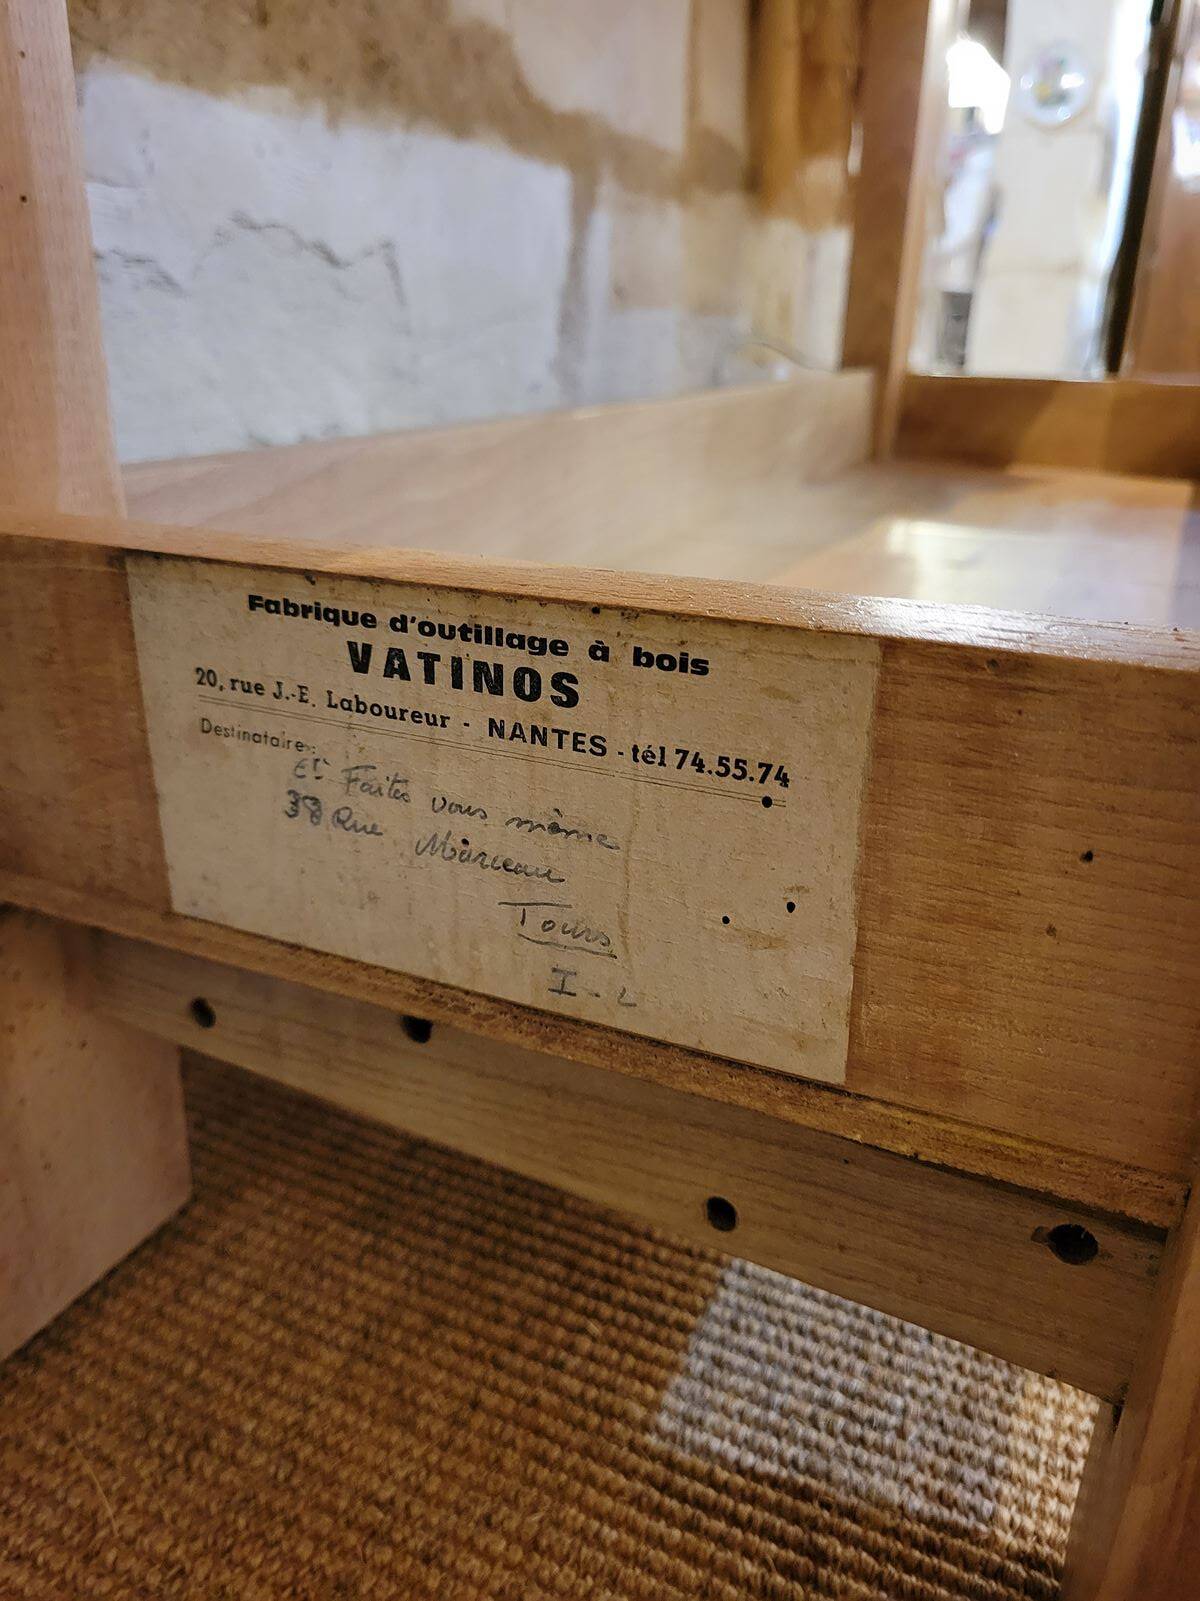 Fabrique d'outillage à bois
VATINOS
20, rue J.-E. Laboureur - NANTES - tél 74.55.74
Destinataire:
Faites vous même
38 Rue Marceau
Tours